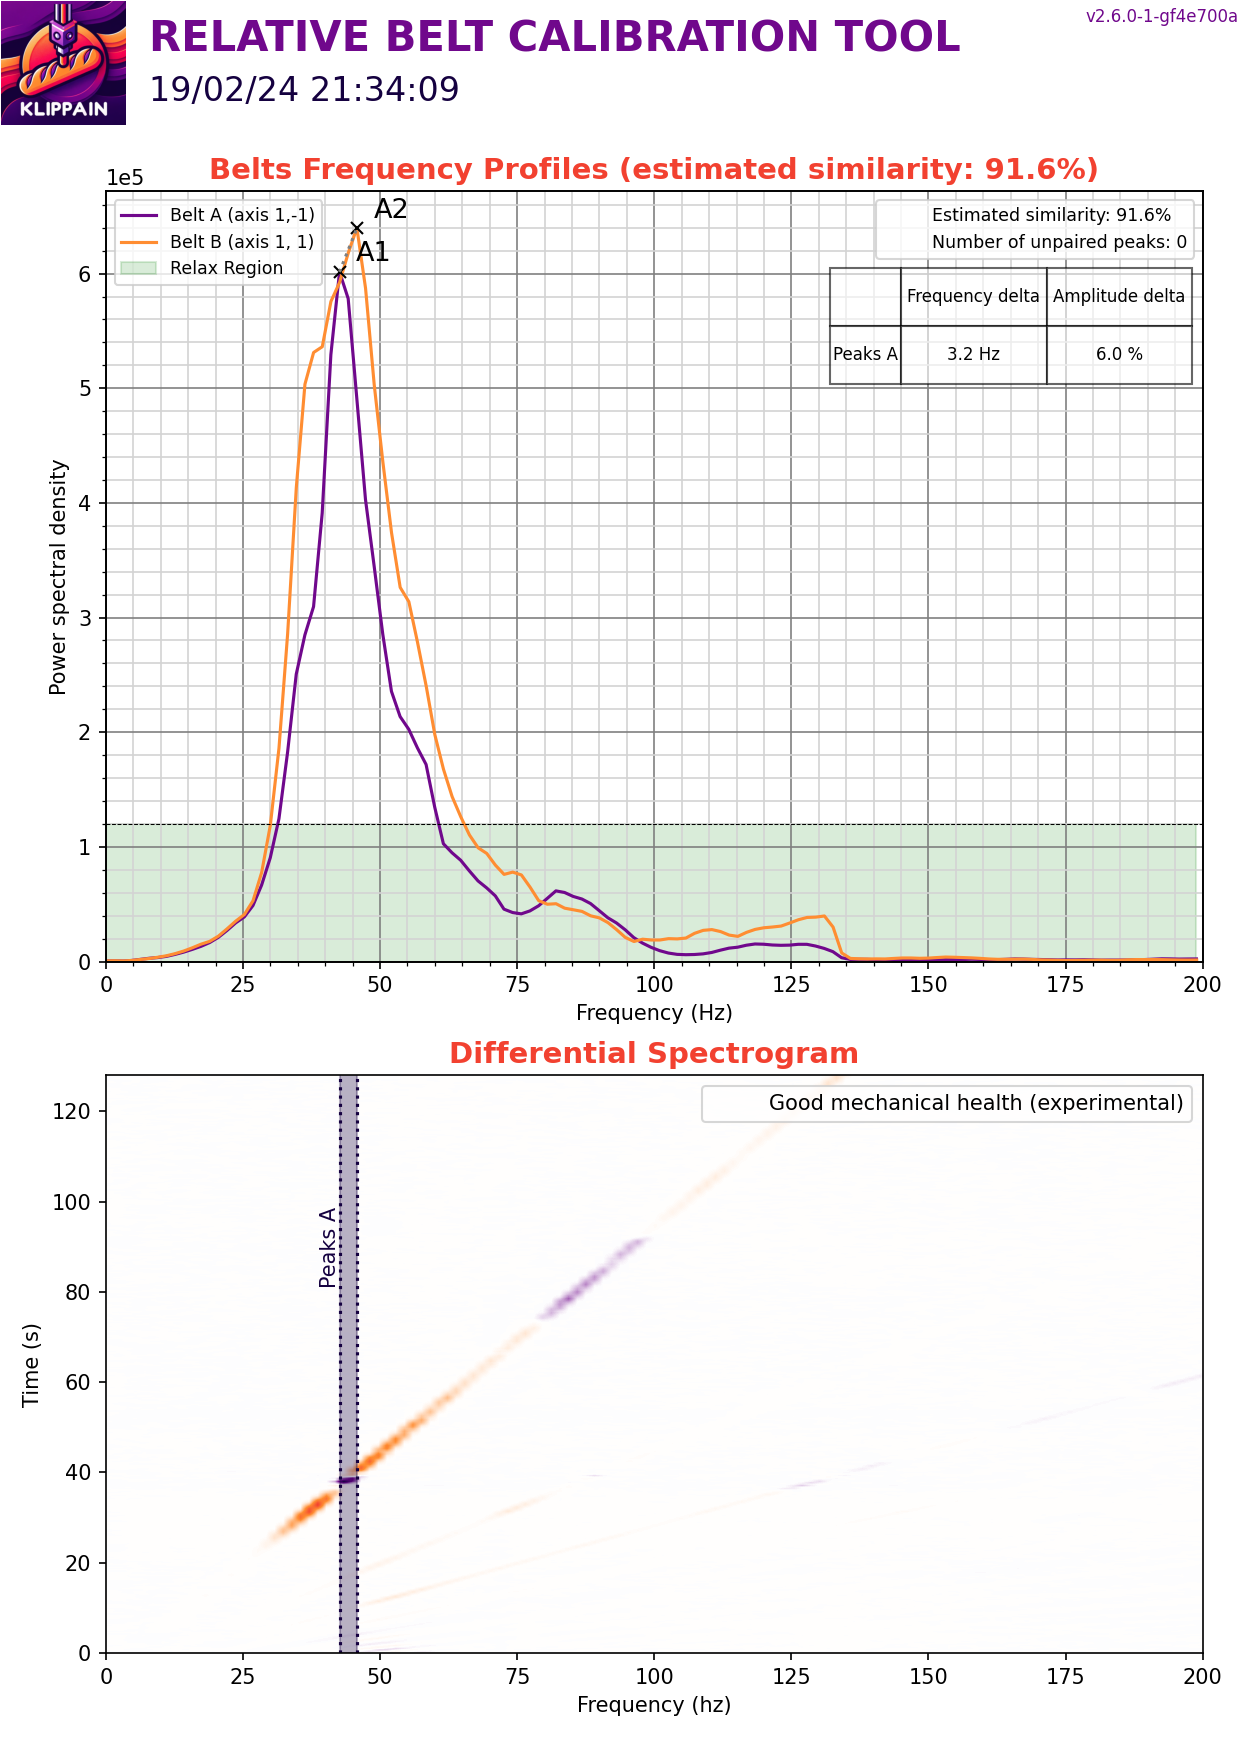 KLIPPAIN
RELATIVE BELT CALIBRATION TOOL
19/02/24 21:34:09
v2.6.0-1-gf4e700a
Belts Frequency Profiles (estimated similarity: 91.6%)
1e5
Belt A (axis 1,-1)
Belt B (axis 1, 1)
Relax Region
A2
A1
Estimated similarity: 91.6%
Number of unpaired peaks: 0
Frequency delta Amplitude delta
Peaks A 3.2 Hz 6.0 %
Power spectral density
6
5
4
3
2
1
0
0 25 50 75 100 125 150 175 200
Frequency (Hz)
Differential Spectrogram
Good mechanical health (experimental)
Peaks A
Time (s)
120
100
80
60
40
20
0
0 25 50 75 100 125 150 175 200
Frequency (hz)